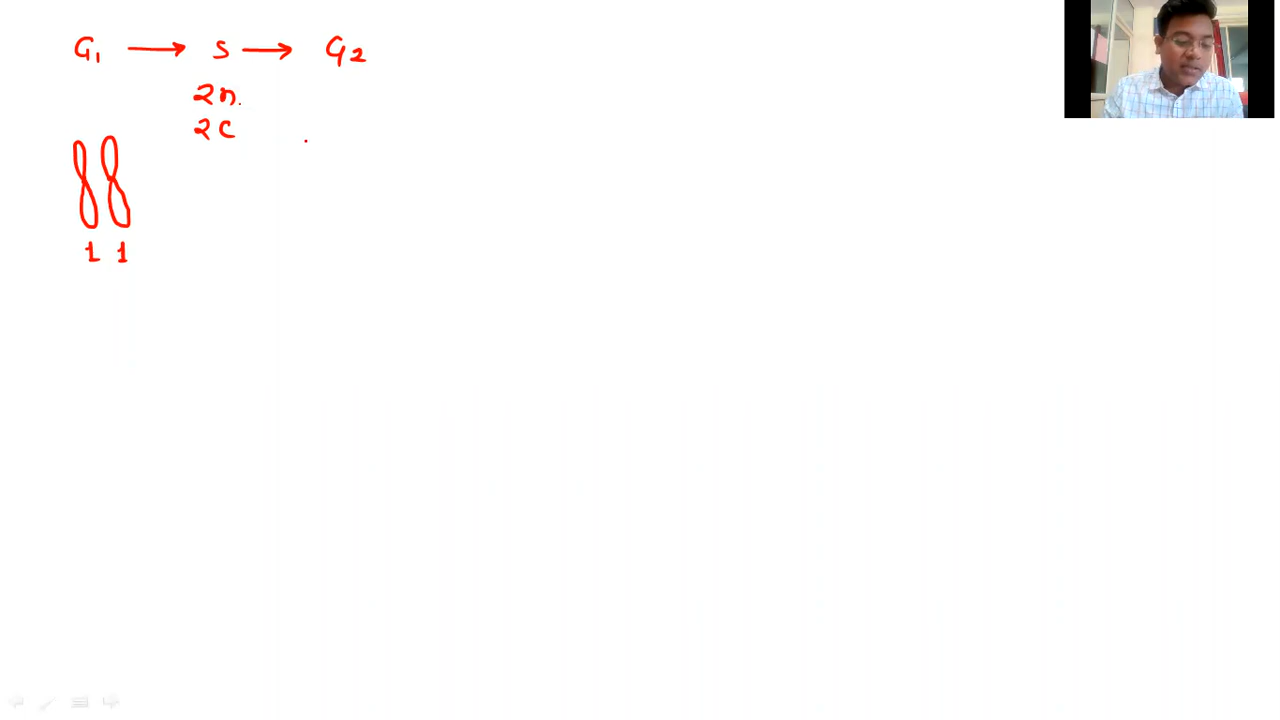 G₁ → S → G₂
2n.
2C
1 1